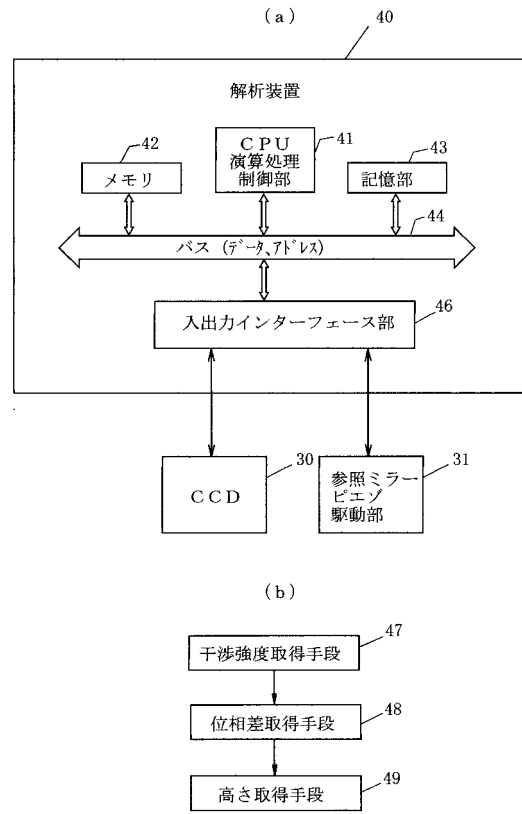 (a)
40
解析装置
42
メモリ
CPU
演算処理
制御部
41
43
記憶部
44
バス (データ、アドレス)
46
入出力インターフェース部
30
CCD
31
参照ミラー
ピエゾ
駆動部
(b)
47
干渉強度取得手段
48
位相差取得手段
49
高さ取得手段